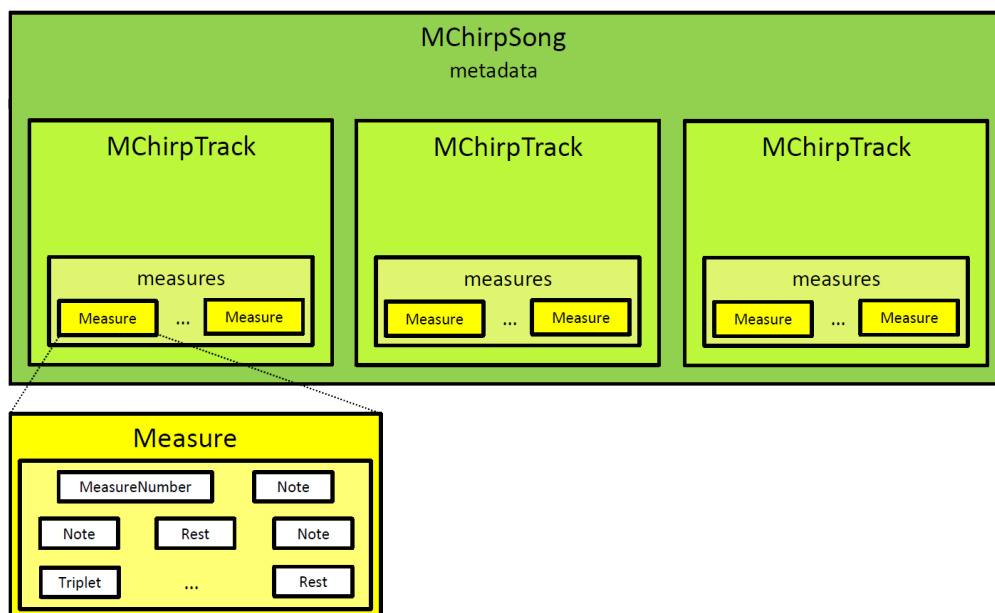 MChirpSong
metadata
MChirpTrack MChirpTrack MChirpTrack
measures measures measures
Measure ... Measure Measure ... Measure Measure ... Measure
Measure
MeasureNumber Note
Note Rest Note
Triplet ... Rest